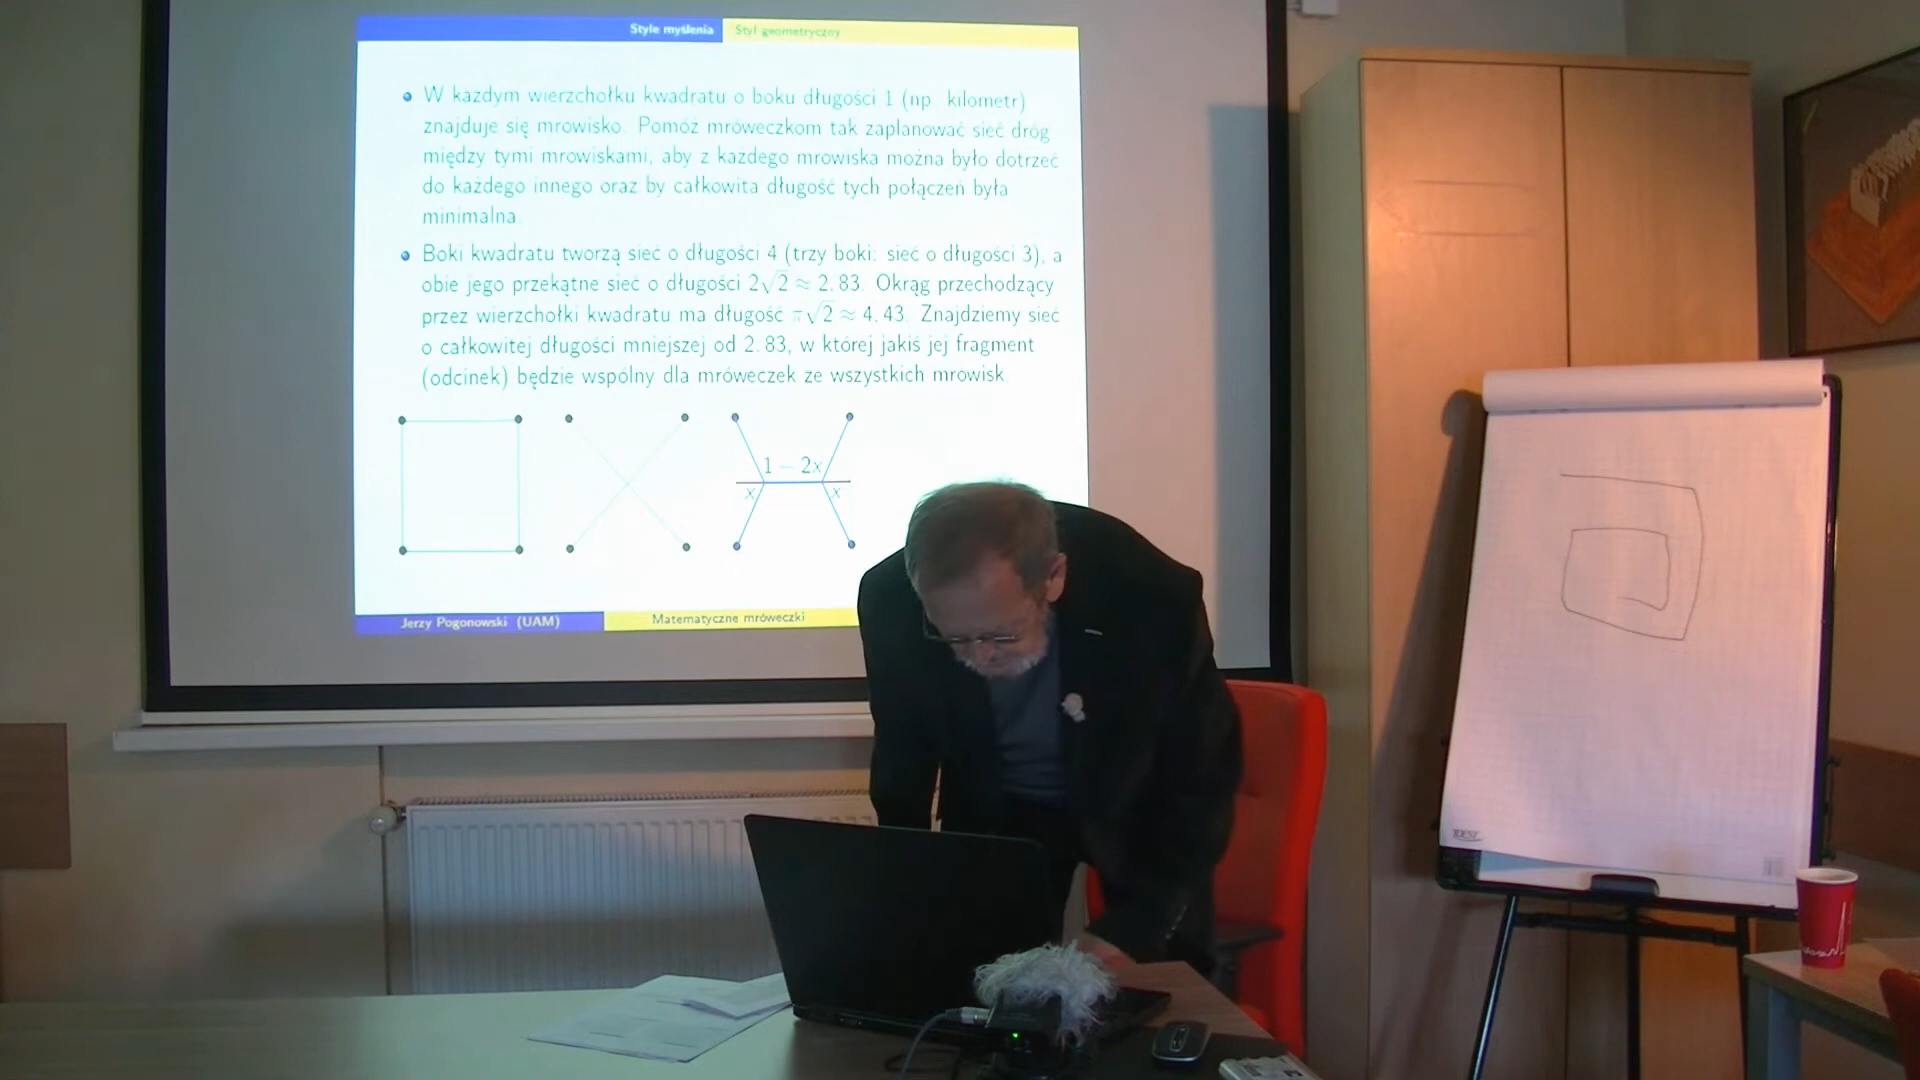 Style myślenia Styl geometryczny
W każdym wierzchołku kwadratu o boku długości 1 (np. kilometr)
znajduje się mrowisko. Pomóż mróweczkom tak zaplanować sieć dróg
między tymi mrowiskami, aby z każdego mrowiska można było dotrzeć
do każdego innego oraz by całkowita długość tych połączeń była
minimalna.
Boki kwadratu tworzą sieć o długości 4 (trzy boki: sieć o długości 3), a
obie jego przekątne sieć o długości 2√2 ≈ 2.83. Okrąg przechodzący
przez wierzchołki kwadratu ma długość π√2 ≈ 4.43. Znajdziemy sieć
o całkowitej długości mniejszej od 2.83, w której jakiś jej fragment
(odcinek) będzie wspólny dla mróweczek ze wszystkich mrowisk.
1 − 2x
x x
Jerzy Pogonowski (UAM) Matematyczne mróweczki